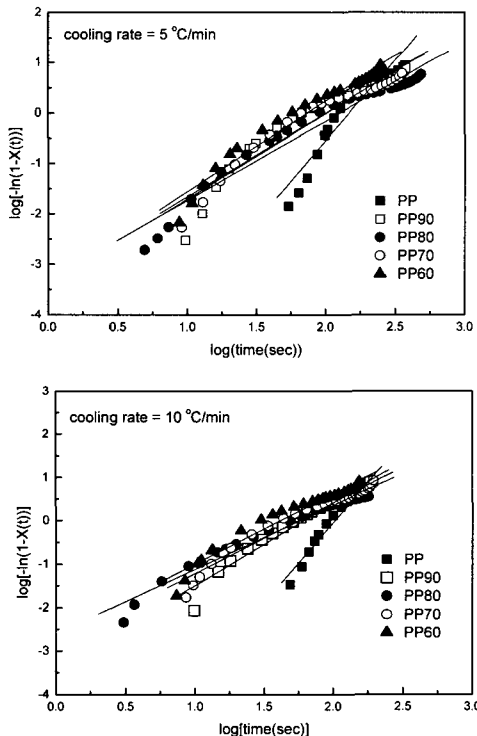 cooling rate = 5 °C/min
log[-ln(1-X(t)]
3
2
1
0
-1
-2
-3
-4
PP
PP90
PP80
PP70
PP60
0.0 0.5 1.0 1.5 2.0 2.5 3.0
log(time(sec))
cooling rate = 10 °C/min
log[-ln(1-X(t))]
3
2
1
0
-1
-2
-3
-4
PP
PP90
PP80
PP70
PP60
0.0 0.5 1.0 1.5 2.0 2.5 3.0
log[time(sec)]